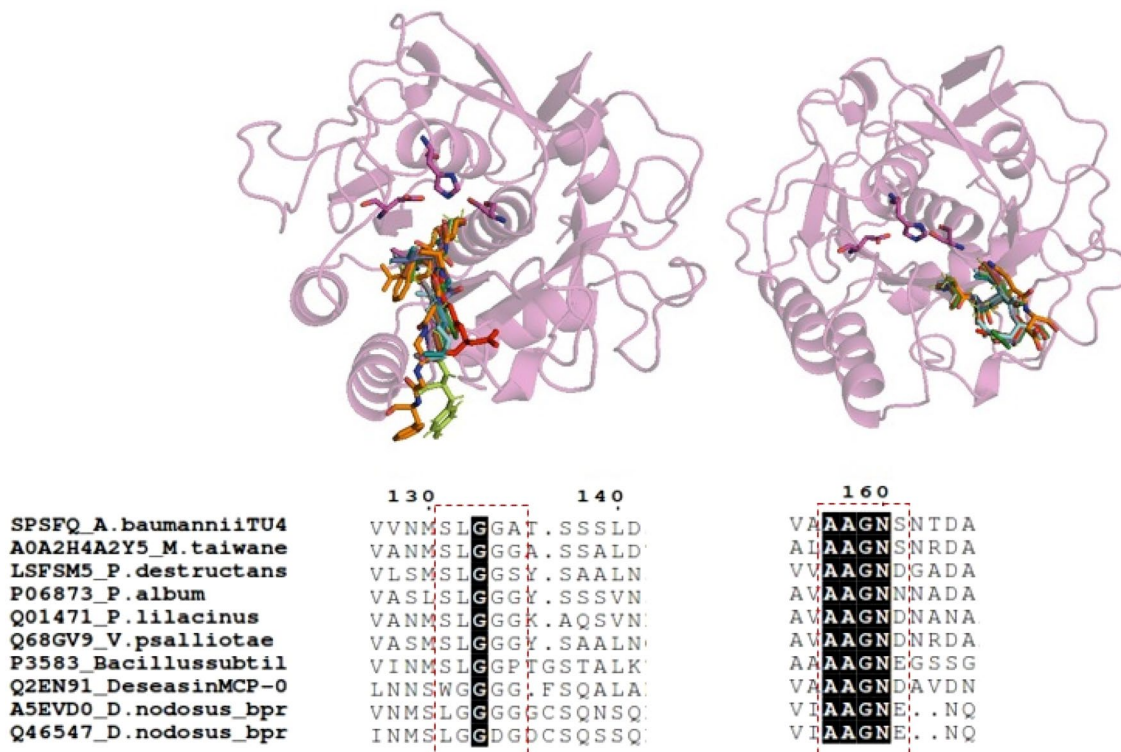 130 140 160
SPSFQ_A.baumanniiTU4 VVNMSLGGAT.SSSLD VAAAGNSNTDA
A0A2H4A2Y5_M.taiwane VANMSLGGGA.SSALD ALAAGNSNRDA
LSFSM5_P.destructans VLSMSLGGSY.SAALN VVAAGNDGADA
P06873_P.album VASLSLGGGY.SSSVN AVAAGNNNADA
Q01471_P.lilacinus VANMSLGGGK.AQSVN AVAAGNDNANA
Q68GV9_V.psalliotae VASMSLGGGY.SAALN AVAAGNDNRDA
P3583_Bacillussubtil VINMSLGGPTGSTALK AAAAGNEGSSG
Q2EN91_DeseasinMCP-0 LNNSWGGGG.FSQALA VAAAGNDAVDN
A5EVD0_D.nodosus_bpr VNMSLGGGGGCSQNSQ VIAAGNE..NQ
Q46547_D.nodosus_bpr INMSLGGDGDCSQSSQ VIAAGNE..NQ